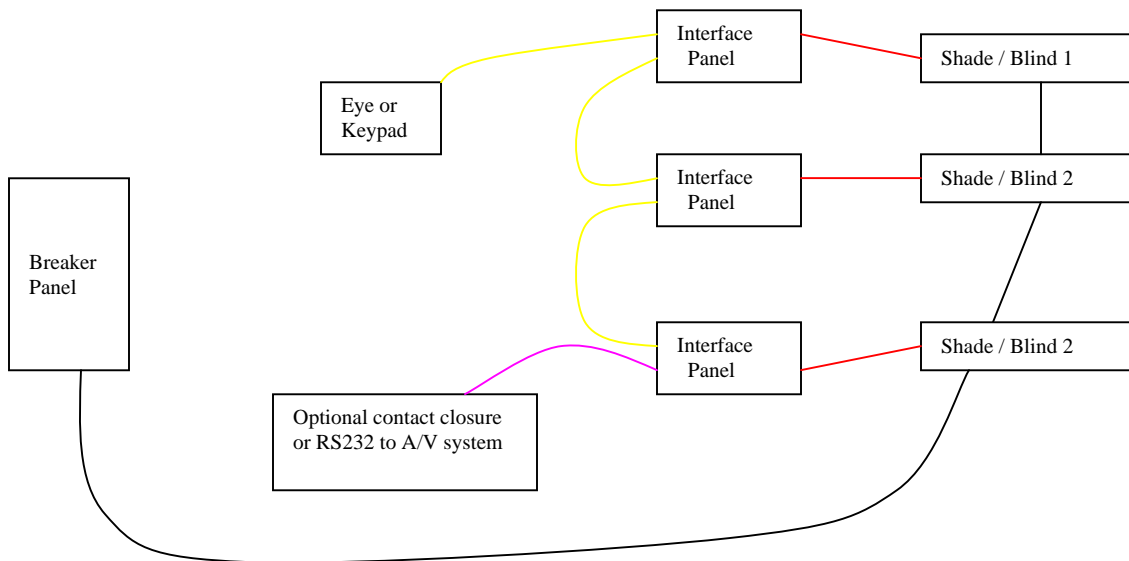 Interface
Panel
Shade / Blind 1
Eye or
Keypad
Interface
Panel
Shade / Blind 2
Breaker
Panel
Interface
Panel
Shade / Blind 2
Optional contact closure
or RS232 to A/V system